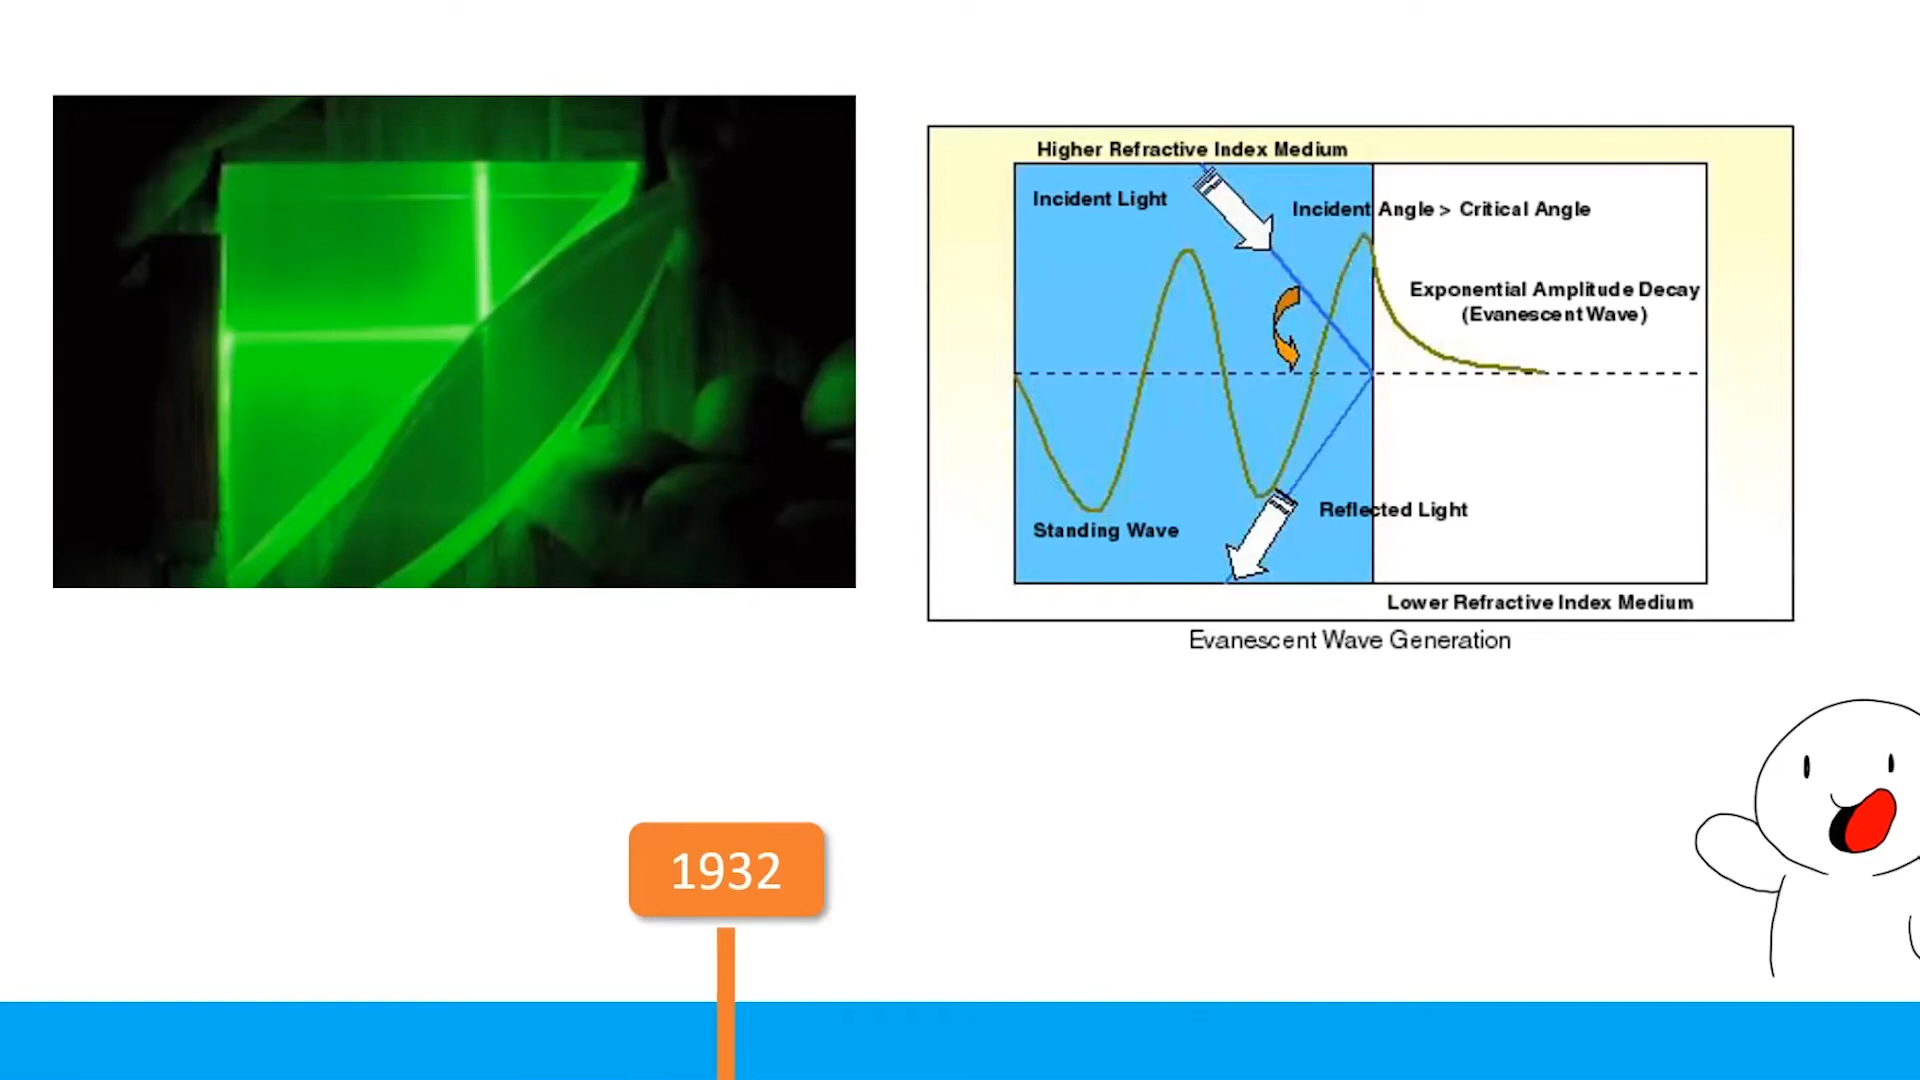 Higher Refractive Index Medium
Incident Light
Incident Angle > Critical Angle
Exponential Amplitude Decay
(Evanescent Wave)
Reflected Light
Standing Wave
Lower Refractive Index Medium
Evanescent Wave Generation
1932